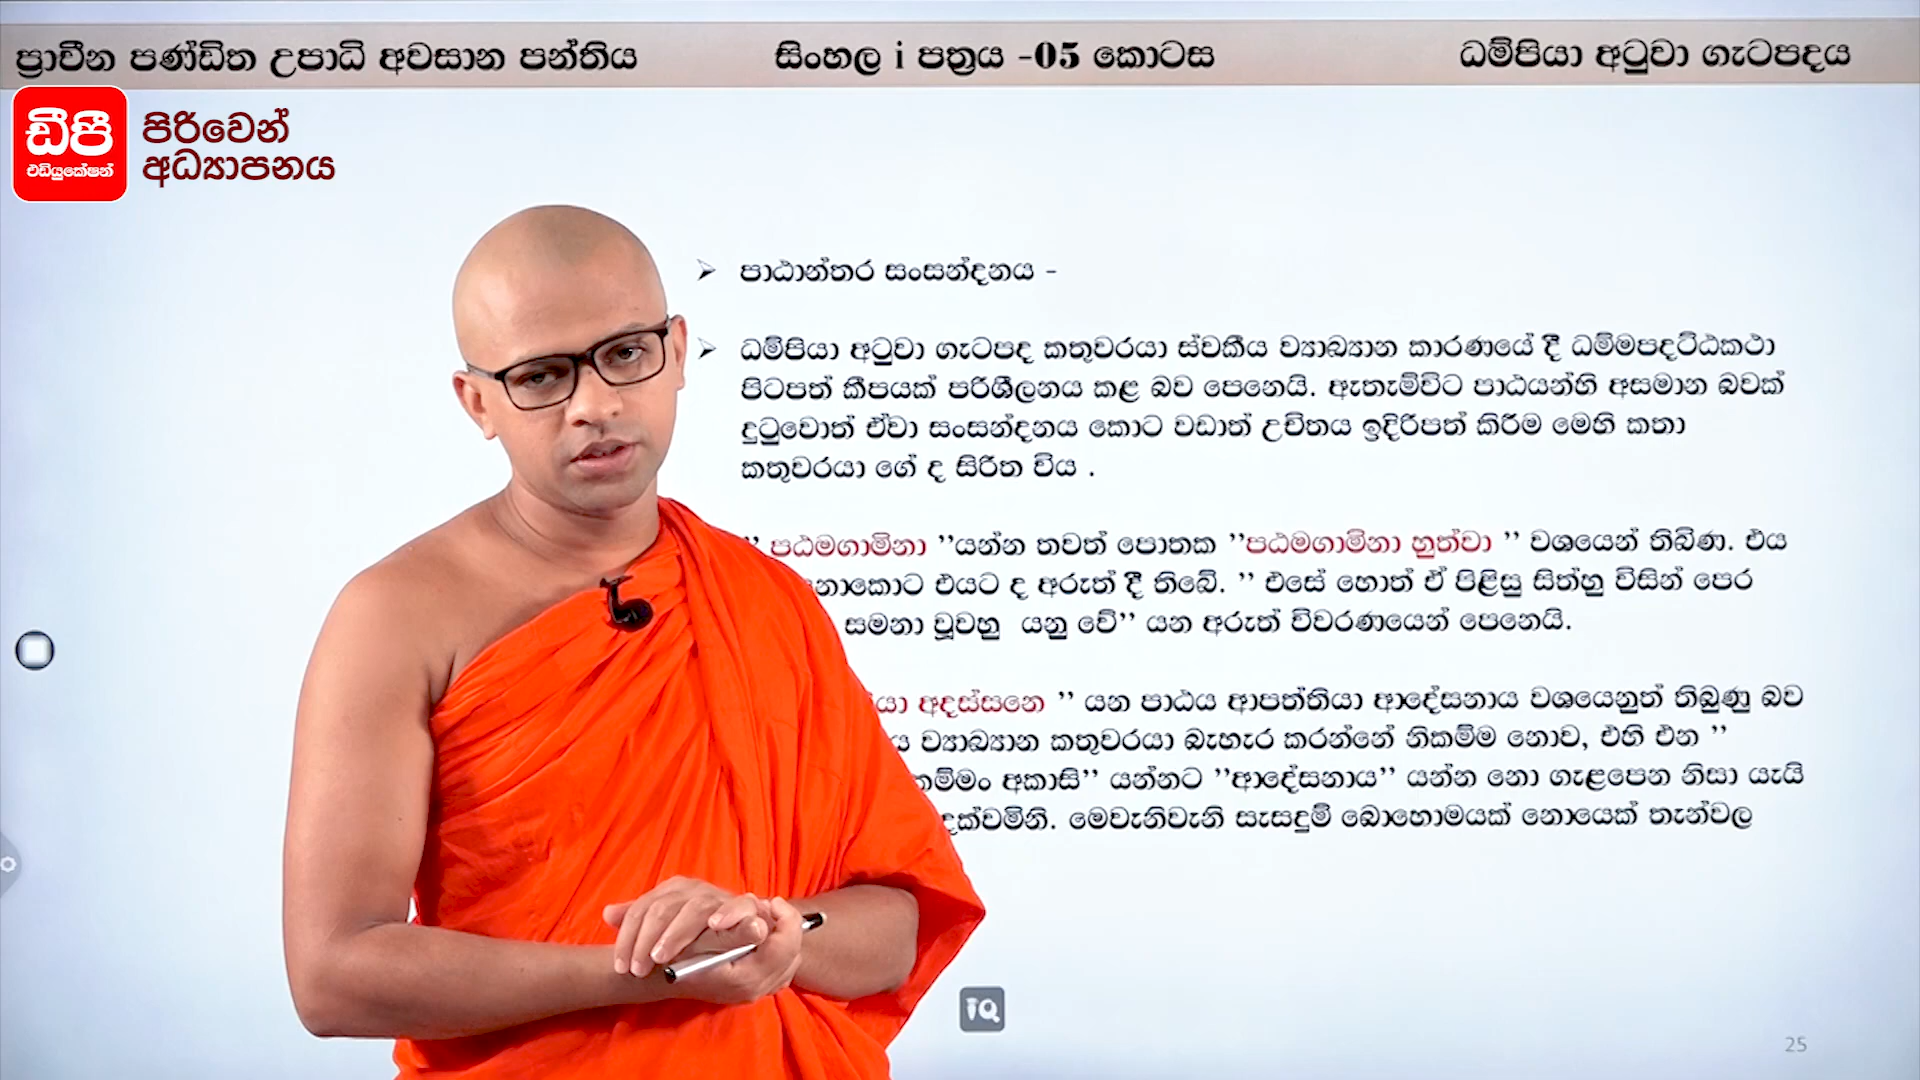 ප්‍රාචීන පණ්ඩිත උපාධි අවසාන පන්තිය
සිංහල i පත්‍රය -05 කොටස
ධම්පියා අටුවා ගැටපදය
ඩීපී
එඩියුකේෂන්
පිරිවෙන්
අධ්‍යාපනය
➢ පාඨාන්තර සංසන්දනය -
➢ ධම්පියා අටුවා ගැටපද කතුවරයා ස්වකීය ව්‍යාඛ්‍යාන කාරණයේ දී ධම්මපදට්ඨකථා
පිටපත් කීපයක් පරිශීලනය කළ බව පෙනෙයි. ඇතැම්විට පාඨයන්හි අසමාන බවක්
දුටුවොත් ඒවා සංසන්දනය කොට වඩාත් උචිතය ඉදිරිපත් කිරීම මෙහි කතා
කතුවරයා ගේ ද සිරිත විය .
’’ පඨමගාමිනා ’’යන්න තවත් පොතක ’’පඨමගාමිනා හුත්වා ’’ වශයෙන් තිබිණ. එය
නාකොට එයට ද අරුත් දී තිබේ. ’’ එසේ හොත් ඒ පිළිසු සිත්හු විසින් පෙර
සමනා වූවහු යනු වේ’’ යන අරුත් විවරණයෙන් පෙනෙයි.
යා අදස්සනෙ ’’ යන පාඨය ආපත්තියා ආදේසනාය වශයෙනුත් තිබුණු බව
ය ව්‍යාඛ්‍යාන කතුවරයා බැහැර කරන්නේ නිකම්ම නොව, එහි එන ’’
කම්මං අකාසි’’ යන්නට ’’ආදේසනාය’’ යන්න නො ගැළපෙන නිසා යැයි
දක්වමිනි. මෙවැනිවැනි සැසඳුම් බොහොමයක් නොයෙක් තැන්වල
IQ
25